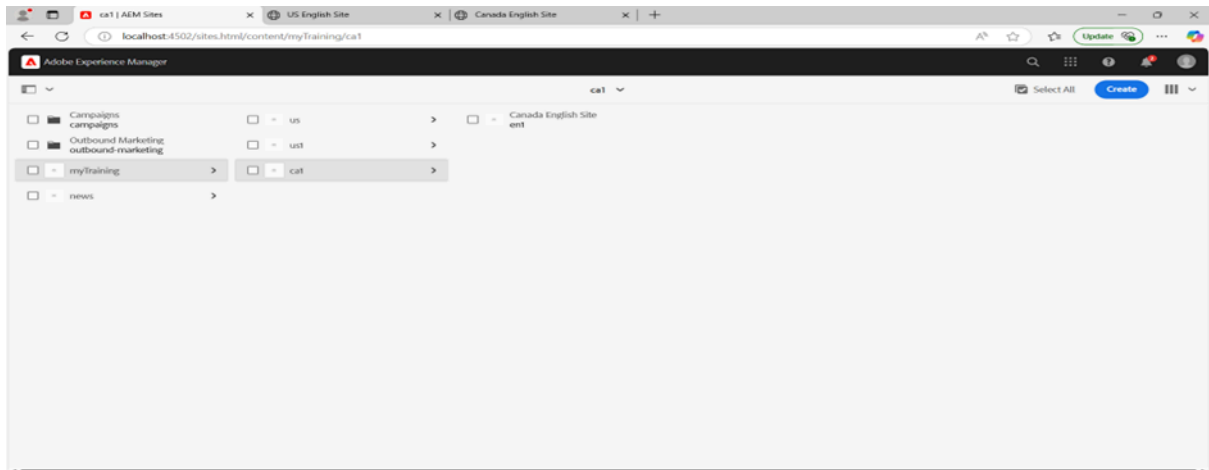 ca1 | AEM Sites
US English Site
Canada English Site
localhost:4502/sites.html/content/myTraining/ca1
Update
Adobe Experience Manager
ca1
Select All
Create
Campaigns
campaigns
Outbound Marketing
outbound-marketing
myTraining
news
us
us1
ca1
Canada English Site
en1